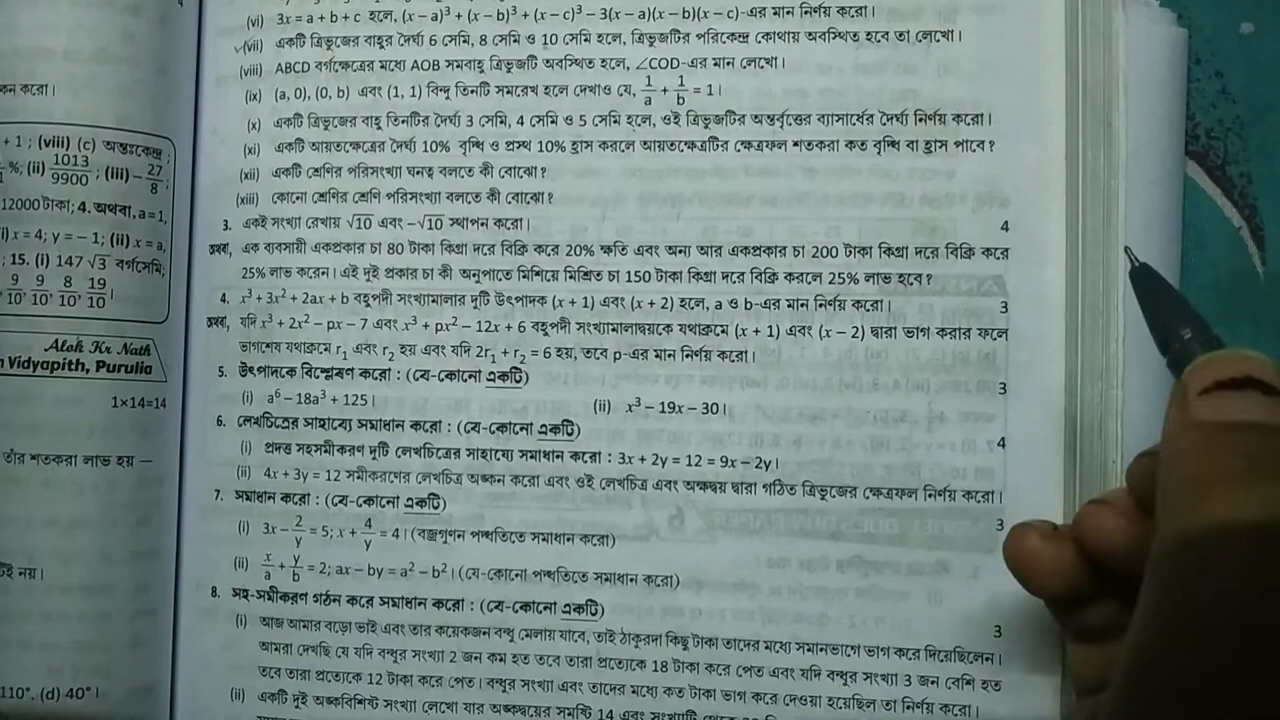 কন করো।
+ 1 ; (viii) (c) অন্তঃকেন্দ্র ;
%; (ii) 1013/9900 ; (iii) – 27/8 ;
12000 টাকা; 4. অথবা, a = 1,
i) x = 4; y = – 1; (ii) x = a,
; 15. (i) 147 √3 বর্গসেমি;
9/10, 9/10, 8/10, 19/10 ।
Alok Kr Nath
n Vidyapith, Purulia
1×14=14
তাঁর শতকরা লাভ হয় —
টই নয়।
110°, (d) 40° ।
(vi) 3x = a + b + c হলে, (x – a)³ + (x – b)³ + (x – c)³ – 3(x – a)(x – b)(x – c)-এর মান নির্ণয় করো।
(vii) একটি ত্রিভুজের বাহুর দৈর্ঘ্য 6 সেমি, 8 সেমি ও 10 সেমি হলে, ত্রিভুজটির পরিকেন্দ্র কোথায় অবস্থিত হবে তা লেখো।
(viii) ABCD বর্গক্ষেত্রের মধ্যে AOB সমবাহু ত্রিভুজটি অবস্থিত হলে, ∠COD-এর মান লেখো।
(ix) (a, 0), (0, b) এবং (1, 1) বিন্দু তিনটি সমরেখ হলে দেখাও যে, 1/a + 1/b = 1।
(x) একটি ত্রিভুজের বাহু তিনটির দৈর্ঘ্য 3 সেমি, 4 সেমি ও 5 সেমি হলে, ওই ত্রিভুজটির অন্তর্বৃত্তের ব্যাসার্ধের দৈর্ঘ্য নির্ণয় করো।
(xi) একটি আয়তক্ষেত্রের দৈর্ঘ্য 10% বৃদ্ধি ও প্রস্থ 10% হ্রাস করলে আয়তক্ষেত্রটির ক্ষেত্রফল শতকরা কত বৃদ্ধি বা হ্রাস পাবে?
(xii) একটি শ্রেণির পরিসংখ্যা ঘনত্ব বলতে কী বোঝো?
(xiii) কোনো শ্রেণির শ্রেণি পরিসংখ্যা বলতে কী বোঝো?
3. একই সংখ্যা রেখায় √10 এবং –√10 স্থাপন করো। 4
অথবা, এক ব্যবসায়ী একপ্রকার চা 80 টাকা কিগ্রা দরে বিক্রি করে 20% ক্ষতি এবং অন্য আর একপ্রকার চা 200 টাকা কিগ্রা দরে বিক্রি করে
25% লাভ করেন। এই দুই প্রকার চা কী অনুপাতে মিশিয়ে মিশ্রিত চা 150 টাকা কিগ্রা দরে বিক্রি করলে 25% লাভ হবে?
4. x³ + 3x² + 2ax + b বহুপদী সংখ্যামালার দুটি উৎপাদক (x + 1) এবং (x + 2) হলে, a ও b-এর মান নির্ণয় করো। 3
অথবা, যদি x³ + 2x² – px – 7 এবং x³ + px² – 12x + 6 বহুপদী সংখ্যামালাদ্বয়কে যথাক্রমে (x + 1) এবং (x – 2) দ্বারা ভাগ করার ফলে
ভাগশেষ যথাক্রমে r₁ এবং r₂ হয় এবং যদি 2r₁ + r₂ = 6 হয়, তবে p-এর মান নির্ণয় করো।
5. উৎপাদকে বিশ্লেষণ করো : (যে-কোনো একটি) 3
(i) a⁶ – 18a³ + 125। (ii) x³ – 19x – 30।
6. লেখচিত্রের সাহায্যে সমাধান করো : (যে-কোনো একটি) 4
(i) প্রদত্ত সহসমীকরণ দুটি লেখচিত্রের সাহায্যে সমাধান করো : 3x + 2y = 12 = 9x – 2y।
(ii) 4x + 3y = 12 সমীকরণের লেখচিত্র অঙ্কন করো এবং ওই লেখচিত্র এবং অক্ষদ্বয় দ্বারা গঠিত ত্রিভুজের ক্ষেত্রফল নির্ণয় করো।
7. সমাধান করো : (যে-কোনো একটি) 3
(i) 3x – 2/y = 5; x + 4/y = 4। (বজ্রগুণন পদ্ধতিতে সমাধান করো)
(ii) x/a + y/b = 2; ax – by = a² – b²। (যে-কোনো পদ্ধতিতে সমাধান করো)
8. সহ-সমীকরণ গঠন করে সমাধান করো : (যে-কোনো একটি) 3
(i) আজ আমার বড়ো ভাই এবং তার কয়েকজন বন্ধু মেলায় যাবে, তাই ঠাকুরদা কিছু টাকা তাদের মধ্যে সমানভাগে ভাগ করে দিয়েছিলেন।
আমরা দেখছি যে যদি বন্ধুর সংখ্যা 2 জন কম হত তবে তারা প্রত্যেকে 18 টাকা করে পেত এবং যদি বন্ধুর সংখ্যা 3 জন বেশি হত
তবে তারা প্রত্যেকে 12 টাকা করে পেত। বন্ধুর সংখ্যা এবং তাদের মধ্যে কত টাকা ভাগ করে দেওয়া হয়েছিল তা নির্ণয় করো।
(ii) একটি দুই অঙ্কবিশিষ্ট সংখ্যা লেখো যার অঙ্কদ্বয়ের সমষ্টি 14 এবং সংখ্যাটি থেকে